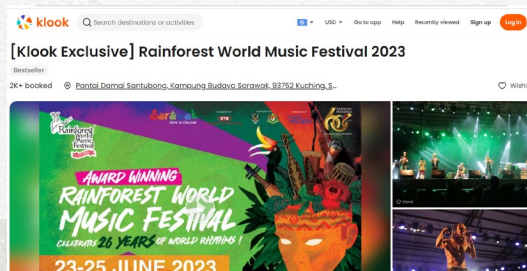 klook
Search destinations or activities
USD
Go to app
Help
Recently viewed
Sign up
Log in
[Klook Exclusive] Rainforest World Music Festival 2023
Bestseller
2K+ booked
Pantai Damai Santubong, Kampung Budaya Sarawak, 93752 Kuching, S...
Wishl
Rainforest
World
Music
Festival
Sarawak
AWARD WINNING
RAINFOREST WORLD
MUSIC FESTIVAL
CELEBRATES 26 YEARS OF WORLD RHYTHMS !
23-25 JUNE 2023